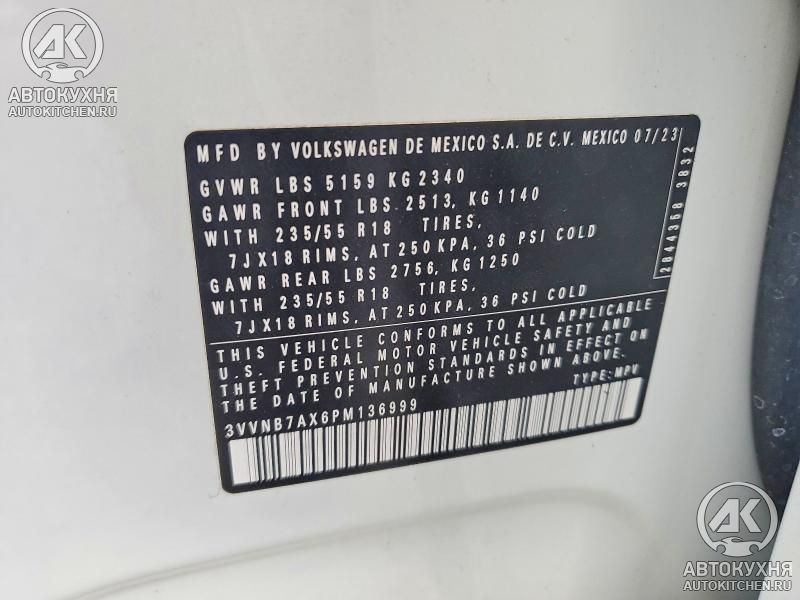 AK
АВТОКУХНЯ
AUTOKITCHEN.RU
MFD BY VOLKSWAGEN DE MEXICO S.A. DE C.V. MEXICO 07/23
GVWR LBS 5159 KG 2340
GAWR FRONT LBS 2513, KG 1140
WITH 235/55 R18 TIRES,
7JX18 RIMS, AT 250 KPA, 36 PSI COLD
GAWR REAR LBS 2756, KG 1250
WITH 235/55 R18 TIRES,
7JX18 RIMS, AT 250 KPA, 36 PSI COLD
THIS VEHICLE CONFORMS TO ALL APPLICABLE
U.S. FEDERAL MOTOR VEHICLE SAFETY AND
THEFT PREVENTION STANDARDS IN EFFECT ON
THE DATE OF MANUFACTURE SHOWN ABOVE.
3VVNB7AX6PM136999 TYPE: MPV
2844358 3832
AK
АВТОКУХНЯ
AUTOKITCHEN.RU